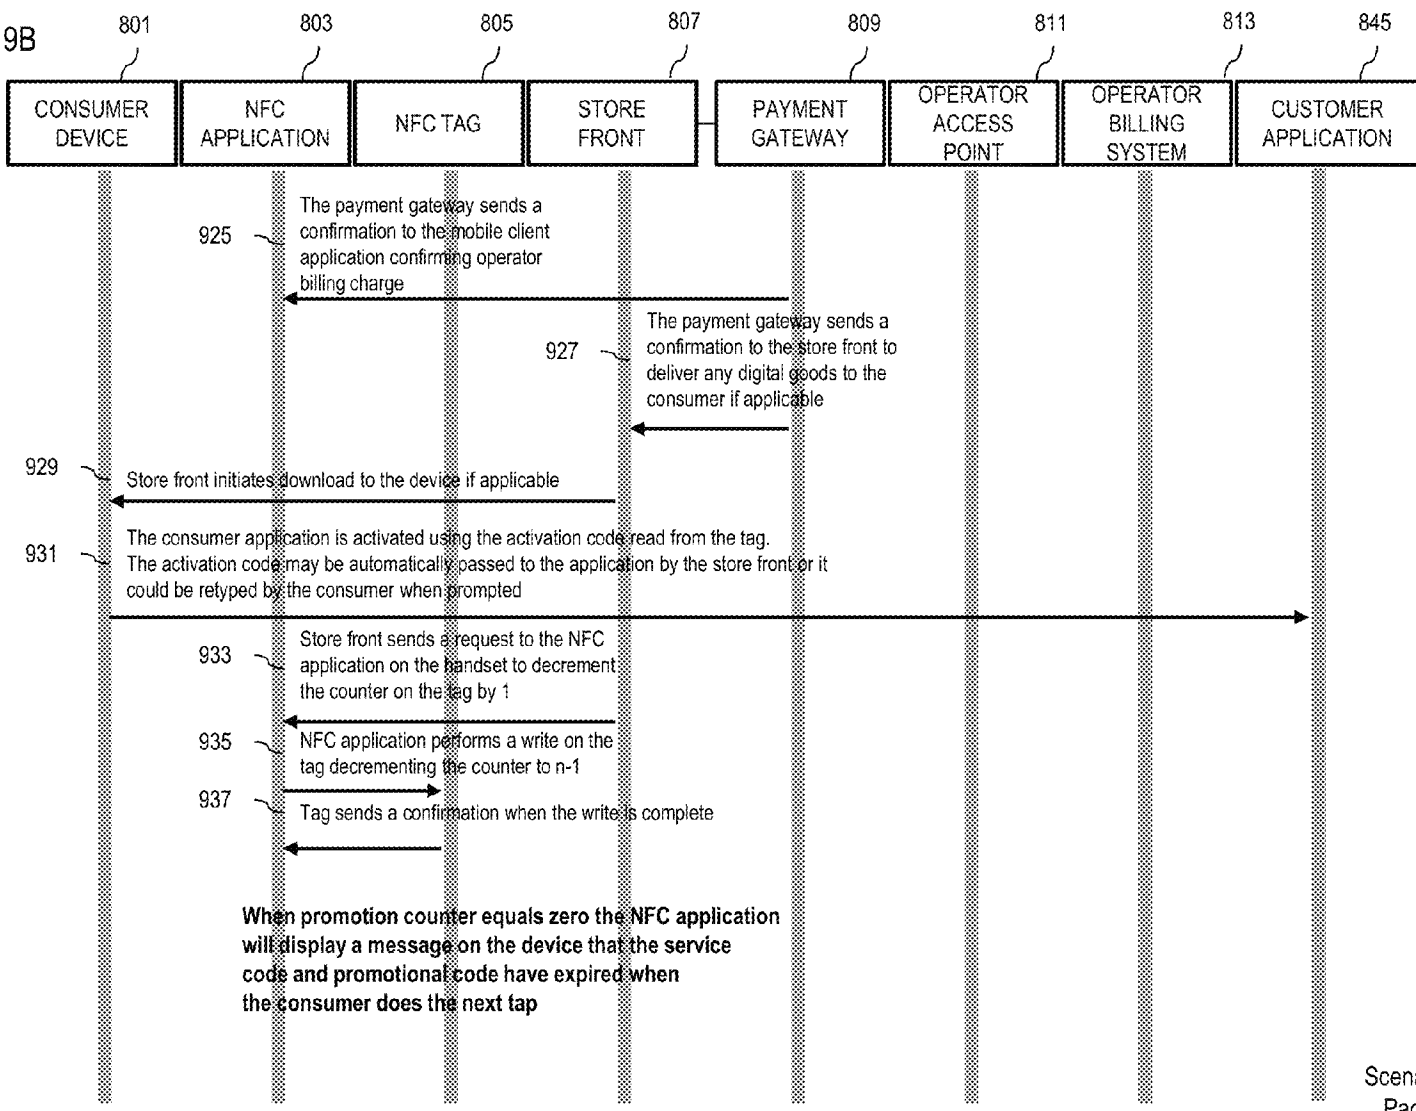 9B
801
803
805
807
809
811
813
845
CONSUMER
DEVICE
NFC
APPLICATION
NFC TAG
STORE
FRONT
PAYMENT
GATEWAY
OPERATOR
ACCESS
POINT
OPERATOR
BILLING
SYSTEM
CUSTOMER
APPLICATION
925
The payment gateway sends a
confirmation to the mobile client
application confirming operator
billing charge
927
The payment gateway sends a
confirmation to the store front to
deliver any digital goods to the
consumer if applicable
929
Store front initiates download to the device if applicable
931
The consumer application is activated using the activation code read from the tag.
The activation code may be automatically passed to the application by the store front or it
could be retyped by the consumer when prompted
933
Store front sends a request to the NFC
application on the handset to decrement
the counter on the tag by 1
935
NFC application performs a write on the
tag decrementing the counter to n-1
937
Tag sends a confirmation when the write is complete
When promotion counter equals zero the NFC application
will display a message on the device that the service
code and promotional code have expired when
the consumer does the next tap